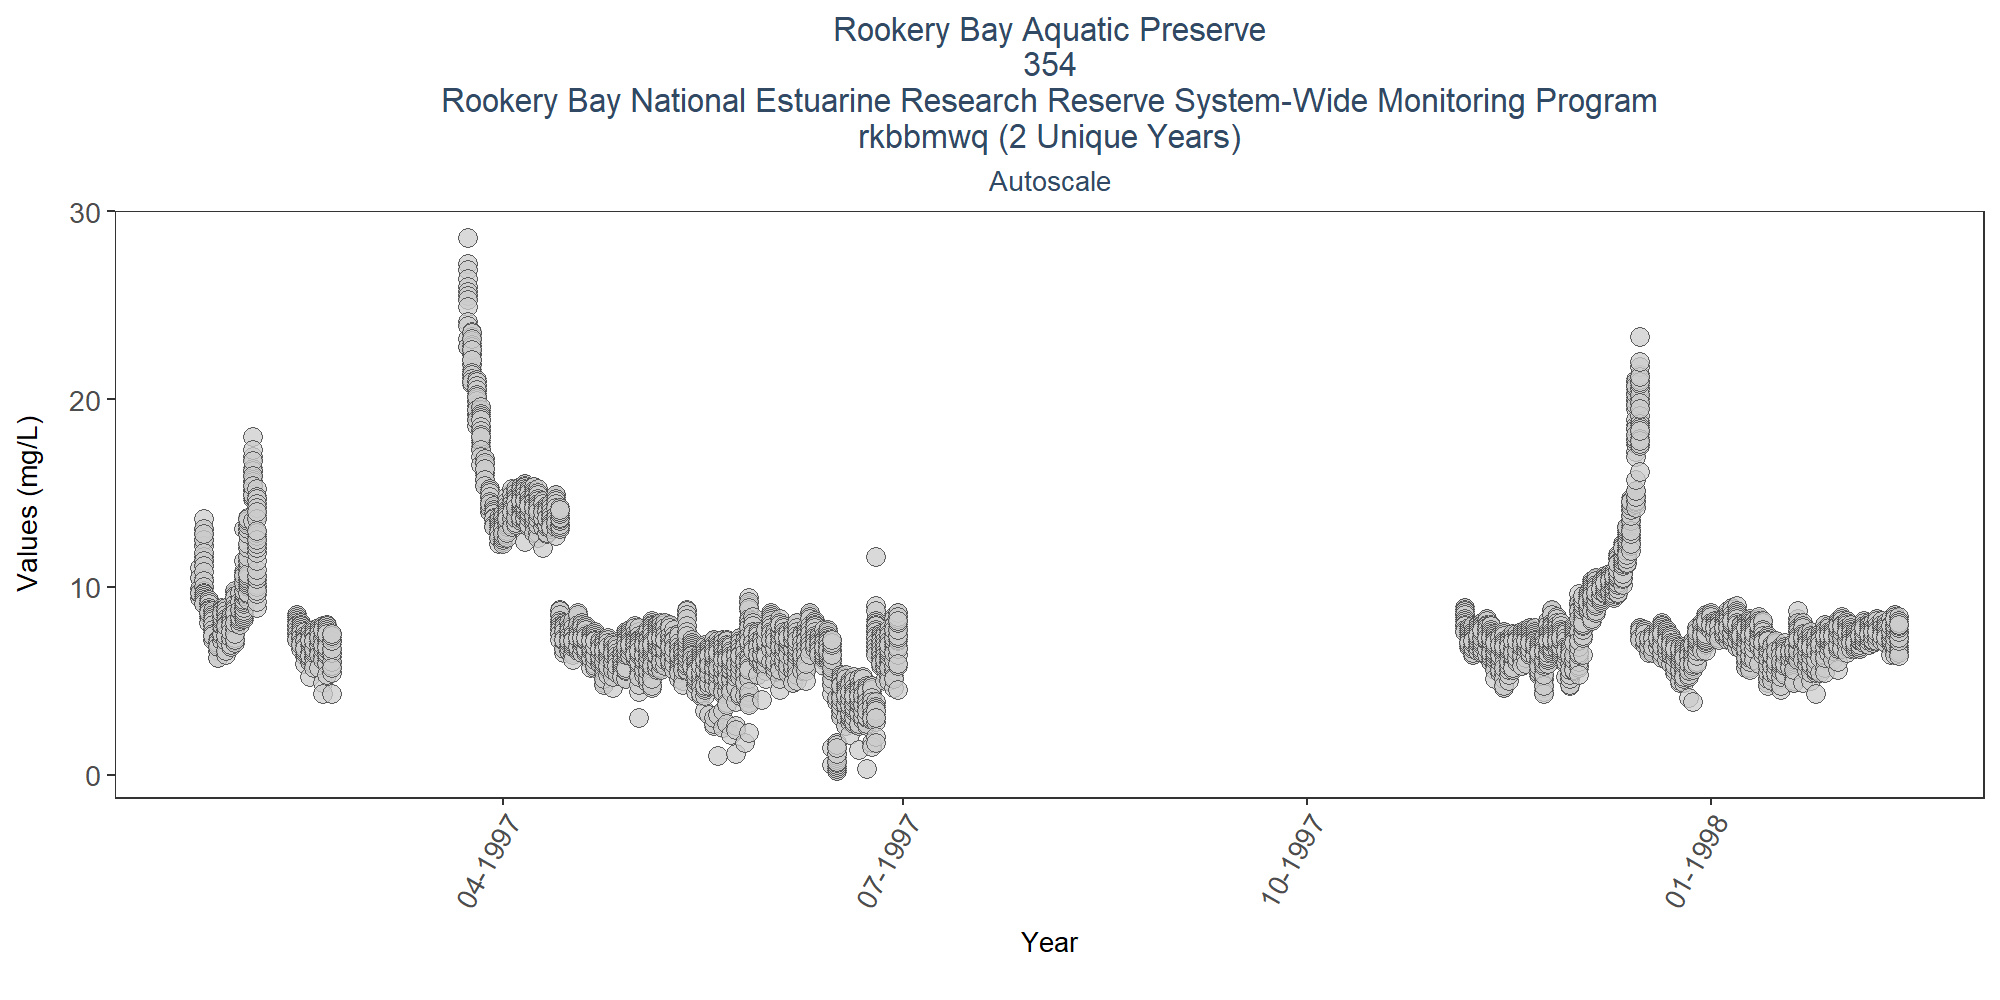 Rookery Bay Aquatic Preserve
354
Rookery Bay National Estuarine Research Reserve System-Wide Monitoring Program
rkbbmwq (2 Unique Years)
Autoscale
30
20
10
0
Values (mg/L)
04-1997
07-1997
10-1997
01-1998
Year